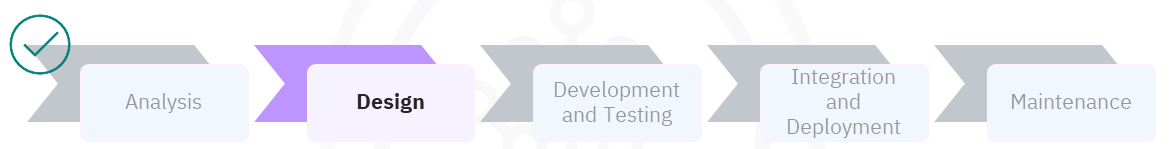 Analysis
Design
Development
and Testing
Integration
and
Deployment
Maintenance